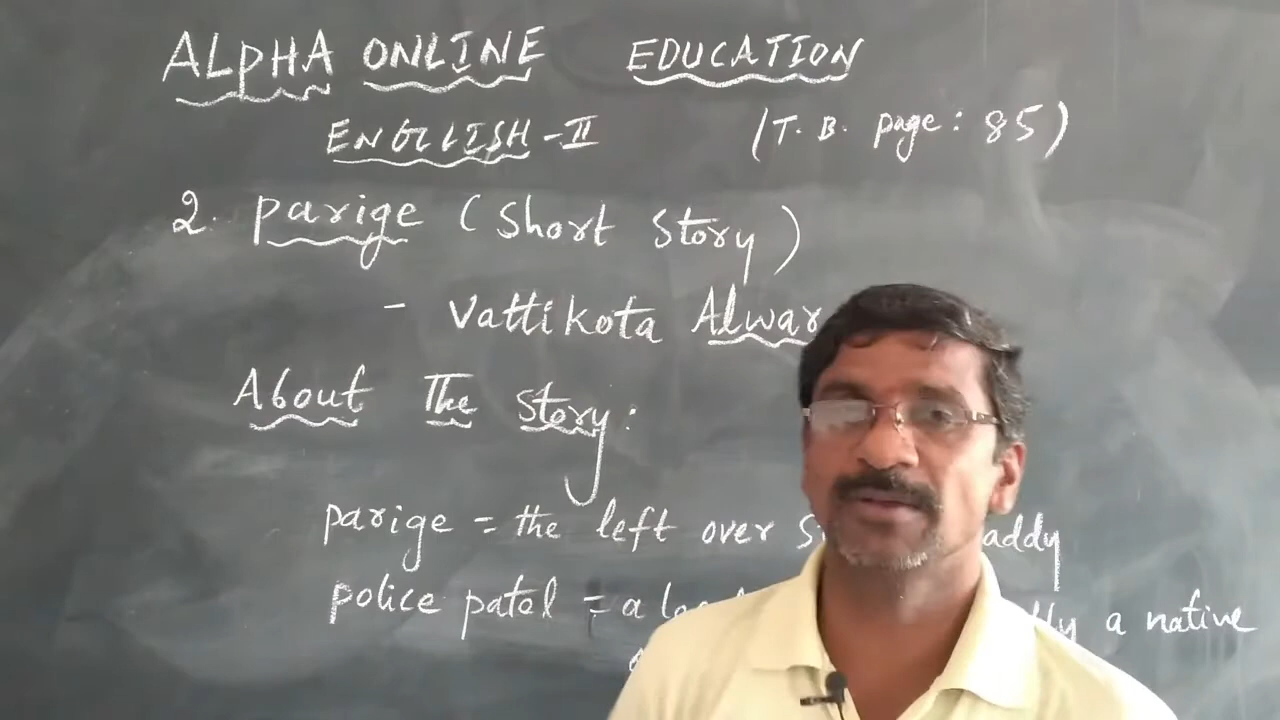 ALPHA ONLINE EDUCATION
ENGLISH-II (T.B. page: 85)
2. Parige (Short Story)
- Vattikota Alwar
About The Story:
parige = the left over
police patel = a a native